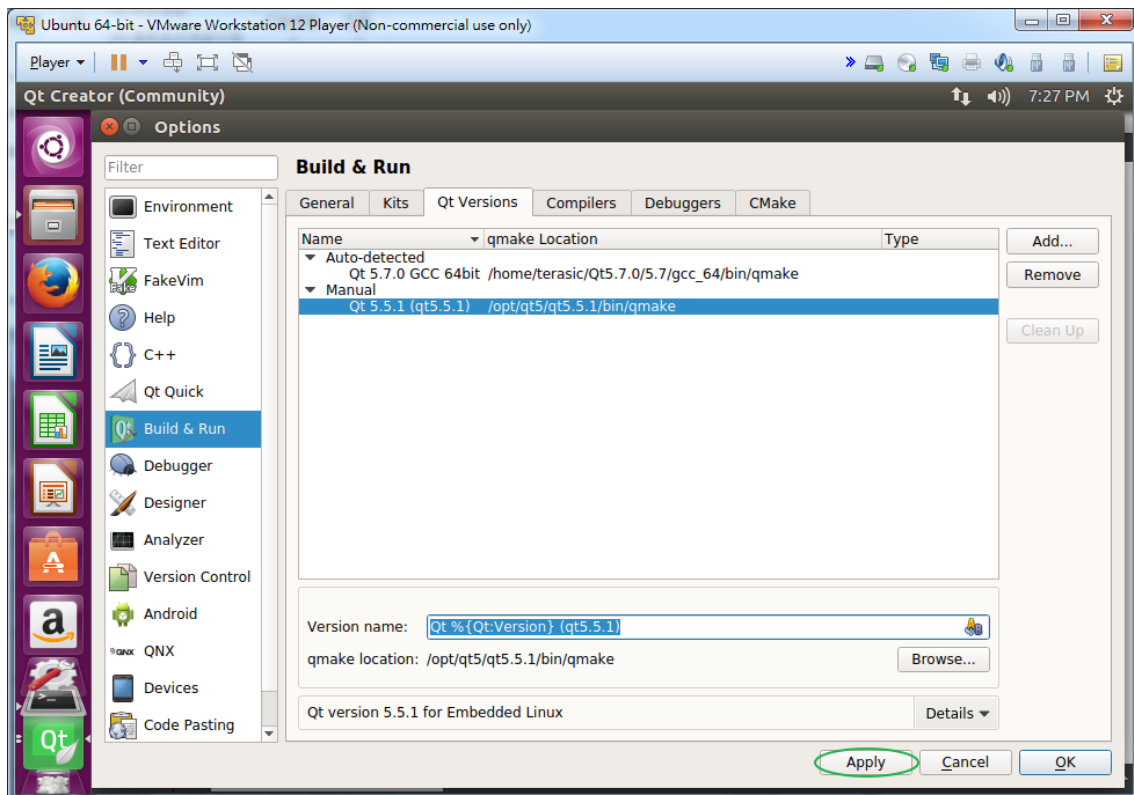 Ubuntu 64-bit - VMware Workstation 12 Player (Non-commercial use only)
Player
Qt Creator (Community) 7:27 PM
Options
Filter
Build & Run
Environment
Text Editor
FakeVim
Help
C++
Qt Quick
Build & Run
Debugger
Designer
Analyzer
Version Control
Android
QNX
Devices
Code Pasting
General Kits Qt Versions Compilers Debuggers CMake
Name qmake Location Type
Auto-detected
Qt 5.7.0 GCC 64bit /home/terasic/Qt5.7.0/5.7/gcc_64/bin/qmake
Manual
Qt 5.5.1 (qt5.5.1) /opt/qt5/qt5.5.1/bin/qmake
Add...
Remove
Clean Up
Version name: Qt %{Qt:Version} (qt5.5.1)
qmake location: /opt/qt5/qt5.5.1/bin/qmake Browse...
Qt version 5.5.1 for Embedded Linux Details
Apply Cancel OK